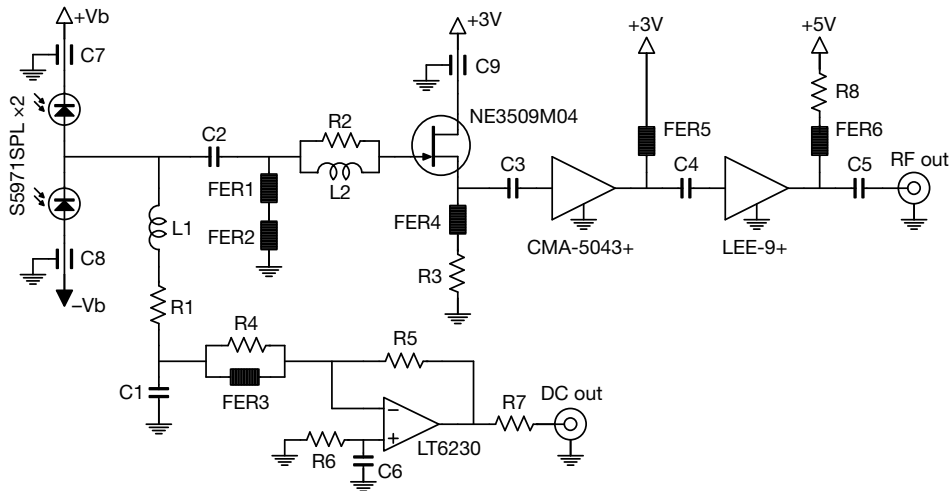 +Vb
C7
S5971SPL ×2
C8
−Vb
C2
R2
L2
FER1
FER2
L1
R1
C1
R4
FER3
R5
R6
C6
LT6230
R7
DC out
+3V
C9
NE3509M04
FER4
R3
C3
CMA-5043+
+3V
FER5
C4
LEE-9+
+5V
R8
FER6
C5
RF out
−
+